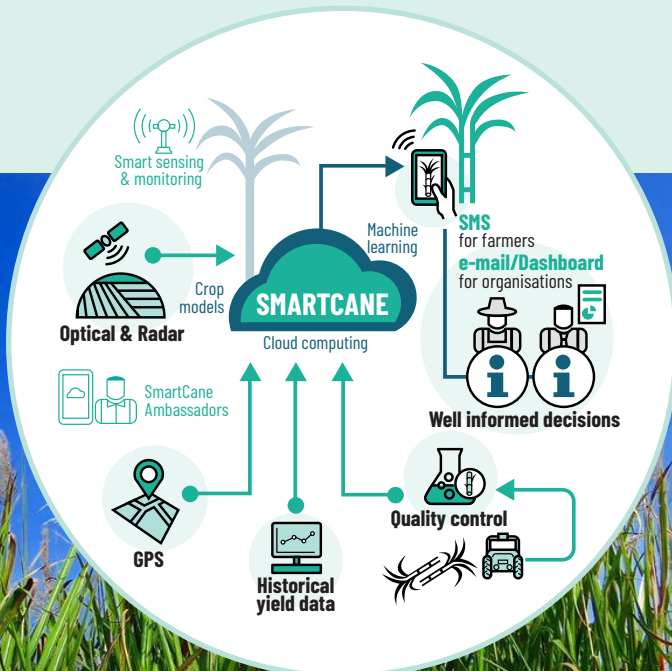 Smart sensing
& monitoring
Optical & Radar
Crop
models
Machine
learning
SMARTCANE
Cloud computing
SMS
for farmers
e-mail/Dashboard
for organisations
Well informed decisions
SmartCane
Ambassadors
GPS
Historical
yield data
Quality control